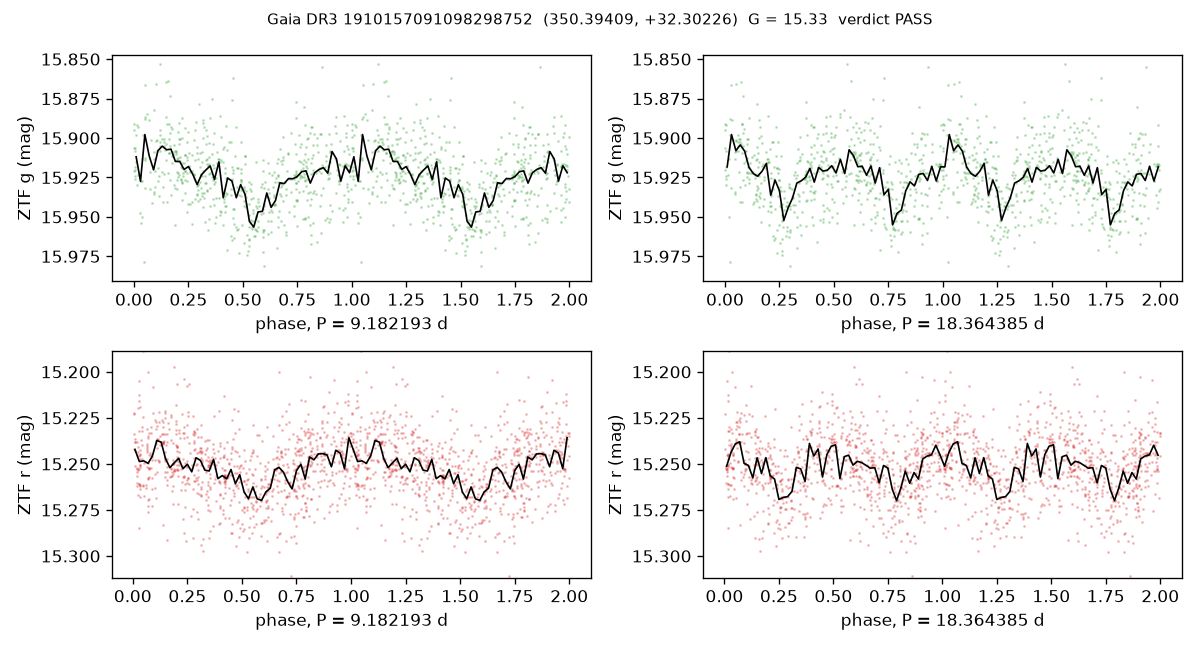 Gaia DR3 1910157091098298752  (350.39409, +32.30226)  G = 15.33  verdict PASS
ZTF g (mag)
15.850
15.875
15.900
15.925
15.950
15.975
0.00 0.25 0.50 0.75 1.00 1.25 1.50 1.75 2.00
phase, P = 9.182193 d
ZTF g (mag)
15.850
15.875
15.900
15.925
15.950
15.975
0.00 0.25 0.50 0.75 1.00 1.25 1.50 1.75 2.00
phase, P = 18.364385 d
ZTF r (mag)
15.200
15.225
15.250
15.275
15.300
0.00 0.25 0.50 0.75 1.00 1.25 1.50 1.75 2.00
phase, P = 9.182193 d
ZTF r (mag)
15.200
15.225
15.250
15.275
15.300
0.00 0.25 0.50 0.75 1.00 1.25 1.50 1.75 2.00
phase, P = 18.364385 d